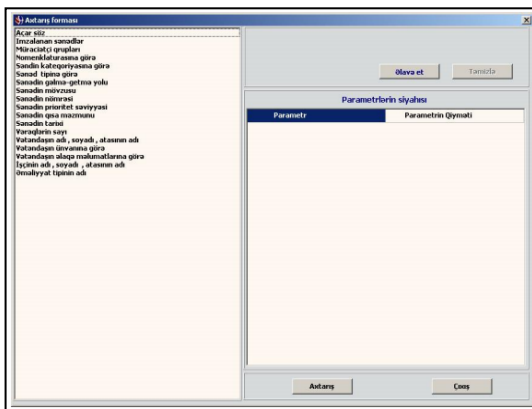 Axtarış forması
Açar söz
İmzalanan sənədlər
Müraciətçi qrupları
Nomenklaturasına görə
Səndin kateqoriyasına görə
Sənəd tipinə görə
Sənədin gəlmə-getmə yolu
Sənədin mövzusu
Sənədin nömrəsi
Sənədin prioritet səviyyəsi
Sənədin qısa məzmunu
Sənədin tarixi
Vərəqlərin sayı
Vətəndaşın adı , soyadı , atasının adı
Vətəndaşın ünvanına görə
Vətəndaşın əlaqə məlumatlarına görə
İşçinin adı , soyadı , atasının adı
Əməliyyat tipinin adı
Əlavə et
Təmizlə
Parametrlərin siyahısı
Parametr
Parametrin Qiyməti
Axtarış
Çıxış